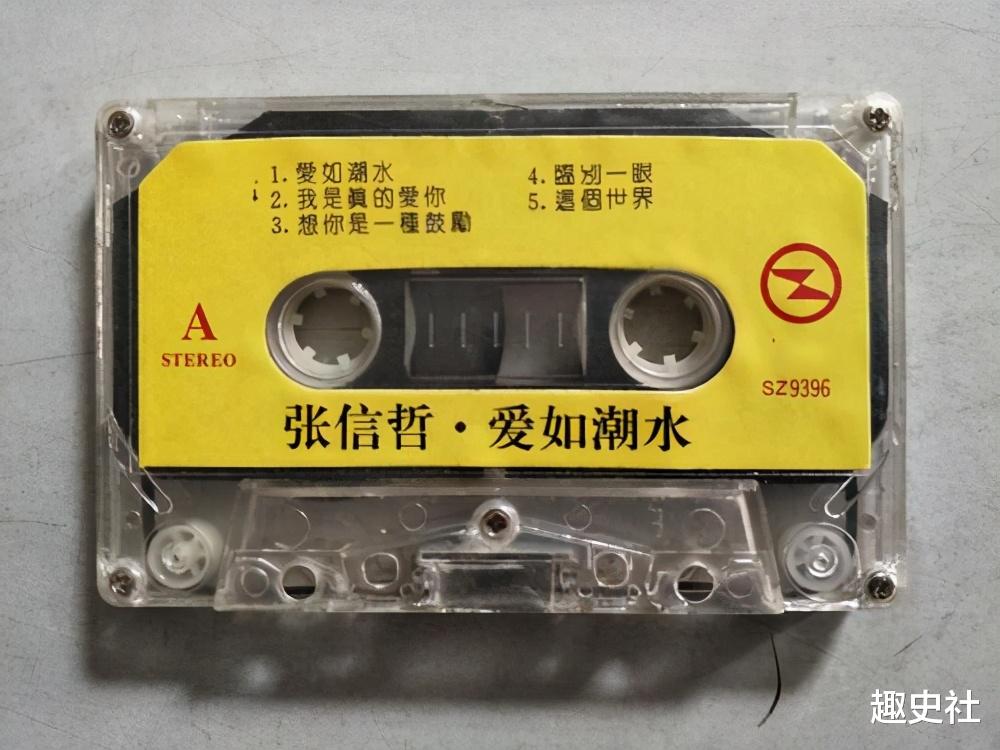 1. 愛如潮水
2. 我是眞的愛你
3. 想你是一種鼓勵
4. 臨別一眼
5. 這個世界
A
STEREO
SZ9396
张信哲·爱如潮水
趣史社